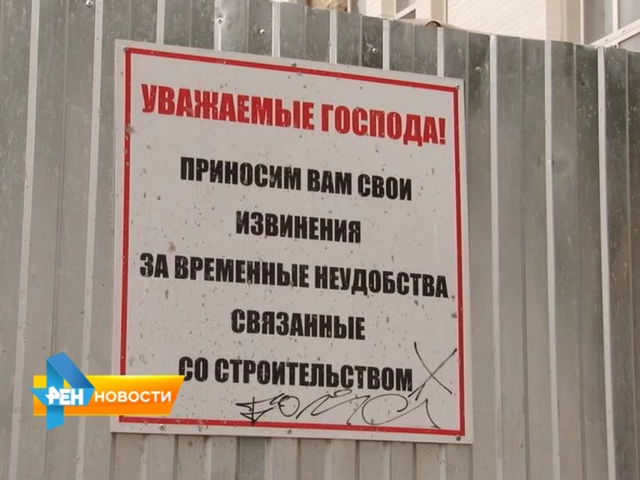 УВАЖАЕМЫЕ ГОСПОДА!
ПРИНОСИМ ВАМ СВОИ
ИЗВИНЕНИЯ
ЗА ВРЕМЕННЫЕ НЕУДОБСТВА
СВЯЗАННЫЕ
СО СТРОИТЕЛЬСТВОМ
РЕН НОВОСТИ